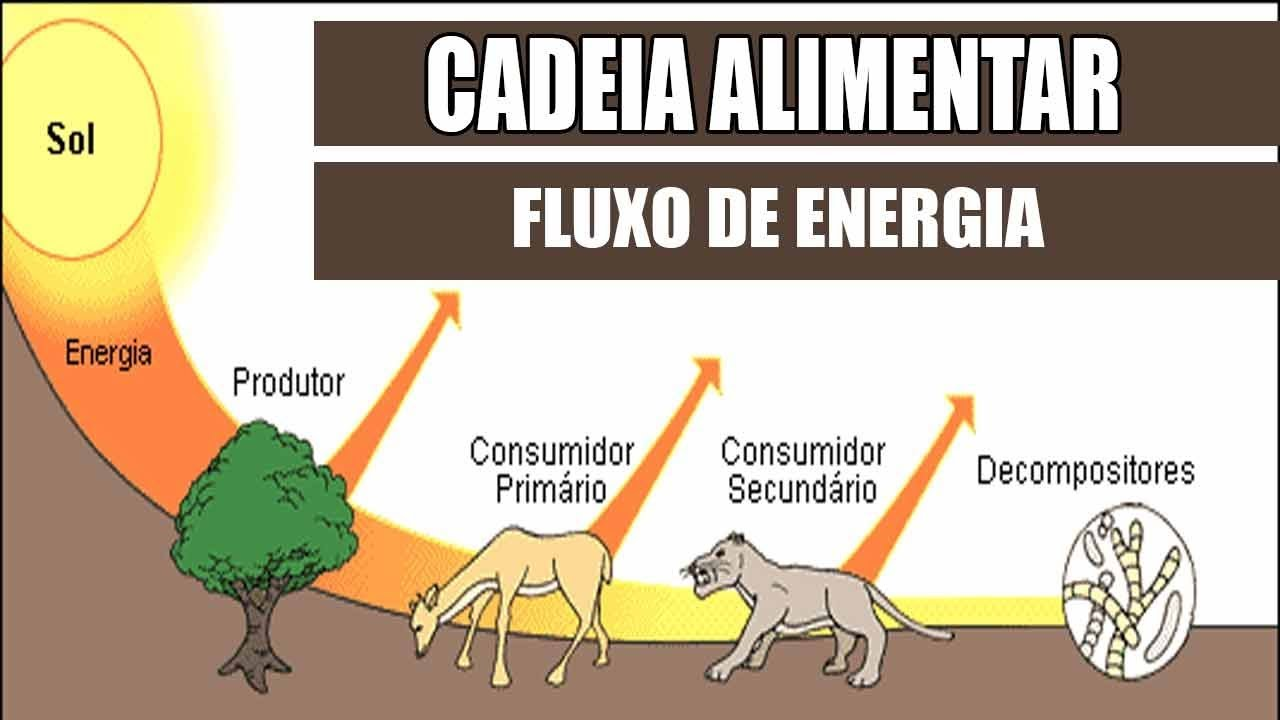 CADEIA ALIMENTAR
FLUXO DE ENERGIA
Sol
Energia
Produtor
Consumidor
Primário
Consumidor
Secundário
Decompositores